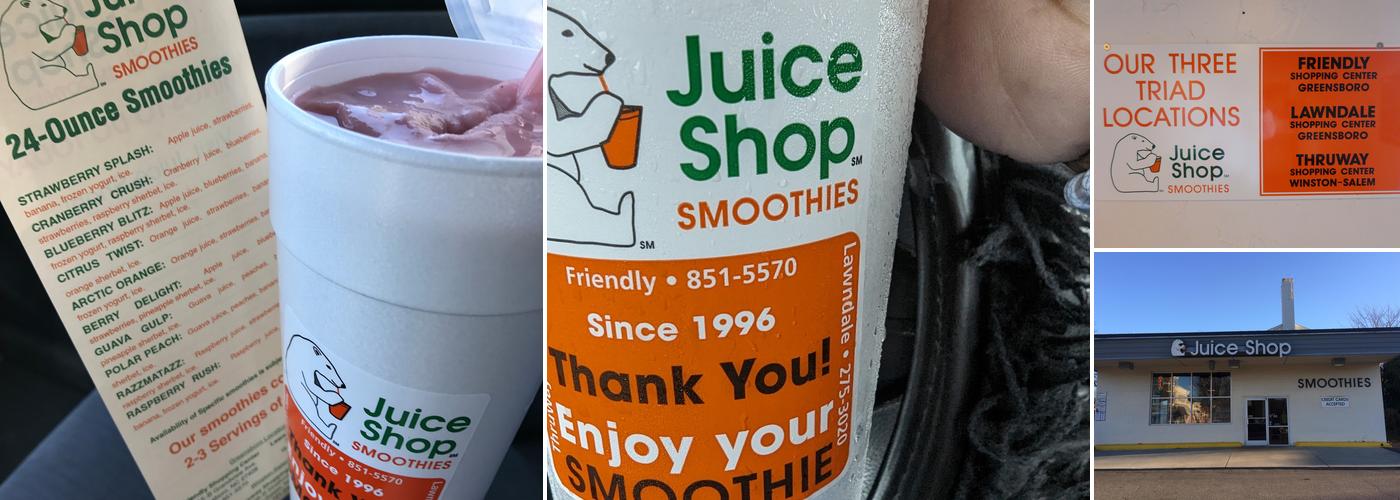 Juice
Shop
SMOOTHIES
24-Ounce Smoothies
STRAWBERRY SPLASH: Apple juice, strawberries,
banana, frozen yogurt, ice.
CRANBERRY CRUSH: Cranberry juice, blueberries,
strawberries, raspberry sherbet, ice.
BLUEBERRY BLITZ: Apple juice, blueberries, banana,
frozen yogurt, raspberry sherbet, ice.
CITRUS TWIST: Orange juice, strawberries, banana,
orange sherbet, ice.
ARCTIC ORANGE: Orange juice, strawberries,
frozen yogurt, ice.
BERRY DELIGHT: Apple juice,
strawberries, pineapple sherbet, ice.
GUAVA GULP: Guava juice, peaches,
pineapple sherbet, ice.
POLAR PEACH: Guava juice, peaches, banana,
sherbet, ice.
RAZZMATAZZ: Raspberry juice, strawberries,
raspberry sherbet, ice.
RASPBERRY RUSH: Raspberry juice,
banana, frozen yogurt, ice.
Availability of Specific smoothies is
Our smoothies
2-3 Servings of
Juice
Shop
SMOOTHIES
Friendly • 851-5570
Since 1996
Thank
Enjoy
Juice
Shop SM
SMOOTHIES
SM
Friendly • 851-5570
Since 1996
Thank You!
Enjoy your
SMOOTHIE
Lawndale • 275-3020
OUR THREE
TRIAD
LOCATIONS
Juice
Shop
SMOOTHIES
FRIENDLY
SHOPPING CENTER
GREENSBORO
LAWNDALE
SHOPPING CENTER
GREENSBORO
THRUWAY
SHOPPING CENTER
WINSTON-SALEM
Juice Shop
SMOOTHIES
CREDIT CARDS
ACCEPTED